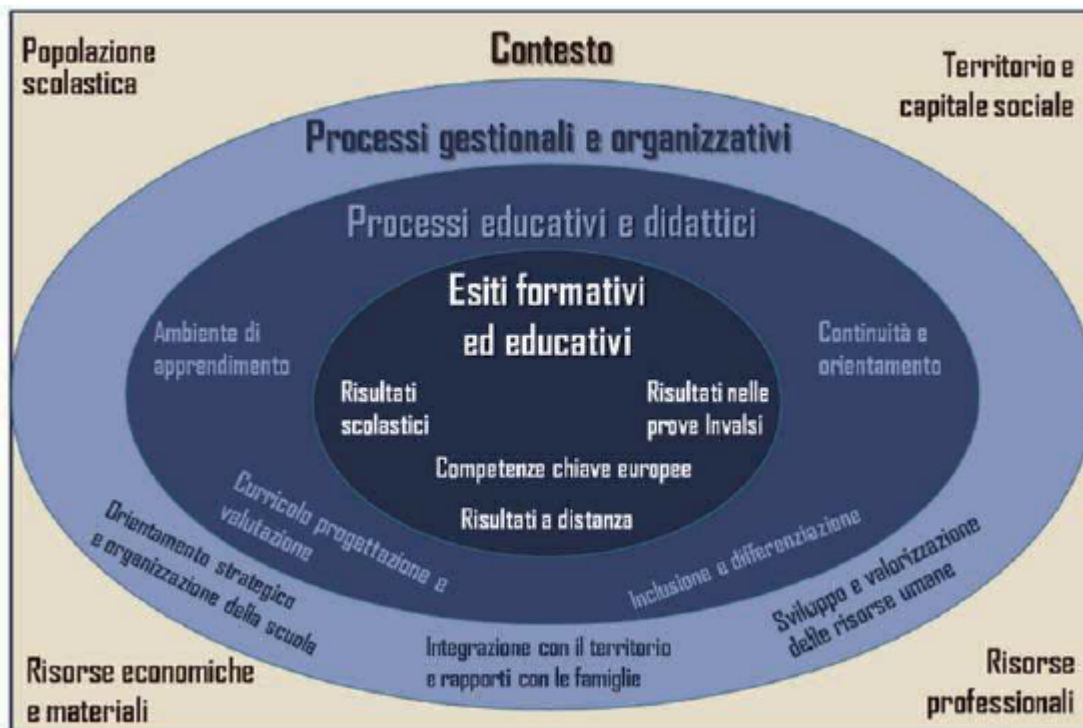 Popolazione
scolastica
Contesto
Territorio e
capitale sociale
Processi gestionali e organizzativi
Processi educativi e didattici
Esiti formativi
ed educativi
Ambiente di
apprendimento
Continuità e
orientamento
Risultati
scolastici
Risultati nelle
prove Invalsi
Competenze chiave europee
Risultati a distanza
Curricolo progettazione e
valutazione
Inclusione e differenziazione
Orientamento strategico
e organizzazione della scuola
Integrazione con il territorio
e rapporti con le famiglie
Sviluppo e valorizzazione
delle risorse umane
Risorse economiche
e materiali
Risorse
professionali